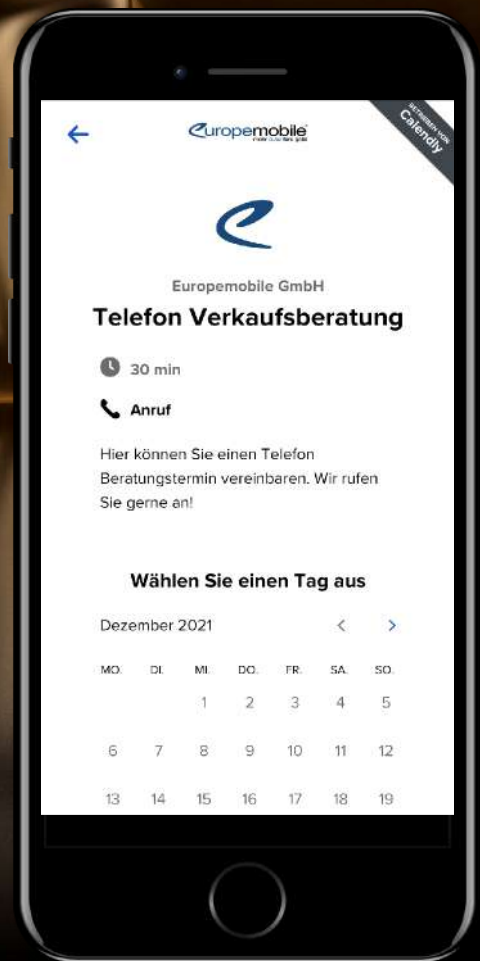 europemobile
BETRIEBEN VON
Calendly
Europemobile GmbH
Telefon Verkaufsberatung
30 min
Anruf
Hier können Sie einen Telefon
Beratungstermin vereinbaren. Wir rufen
Sie gerne an!
Wählen Sie einen Tag aus
Dezember 2021 < >
MO. DI. MI. DO. FR. SA. SO.
1 2 3 4 5
6 7 8 9 10 11 12
13 14 15 16 17 18 19